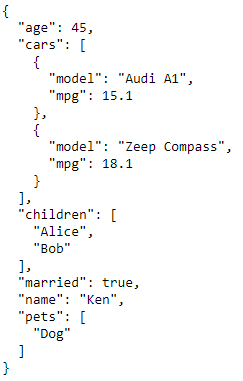 {
  "age": 45,
  "cars": [
    {
      "model": "Audi A1",
      "mpg": 15.1
    },
    {
      "model": "Zeep Compass",
      "mpg": 18.1
    }
  ],
  "children": [
    "Alice",
    "Bob"
  ],
  "married": true,
  "name": "Ken",
  "pets": [
    "Dog"
  ]
}